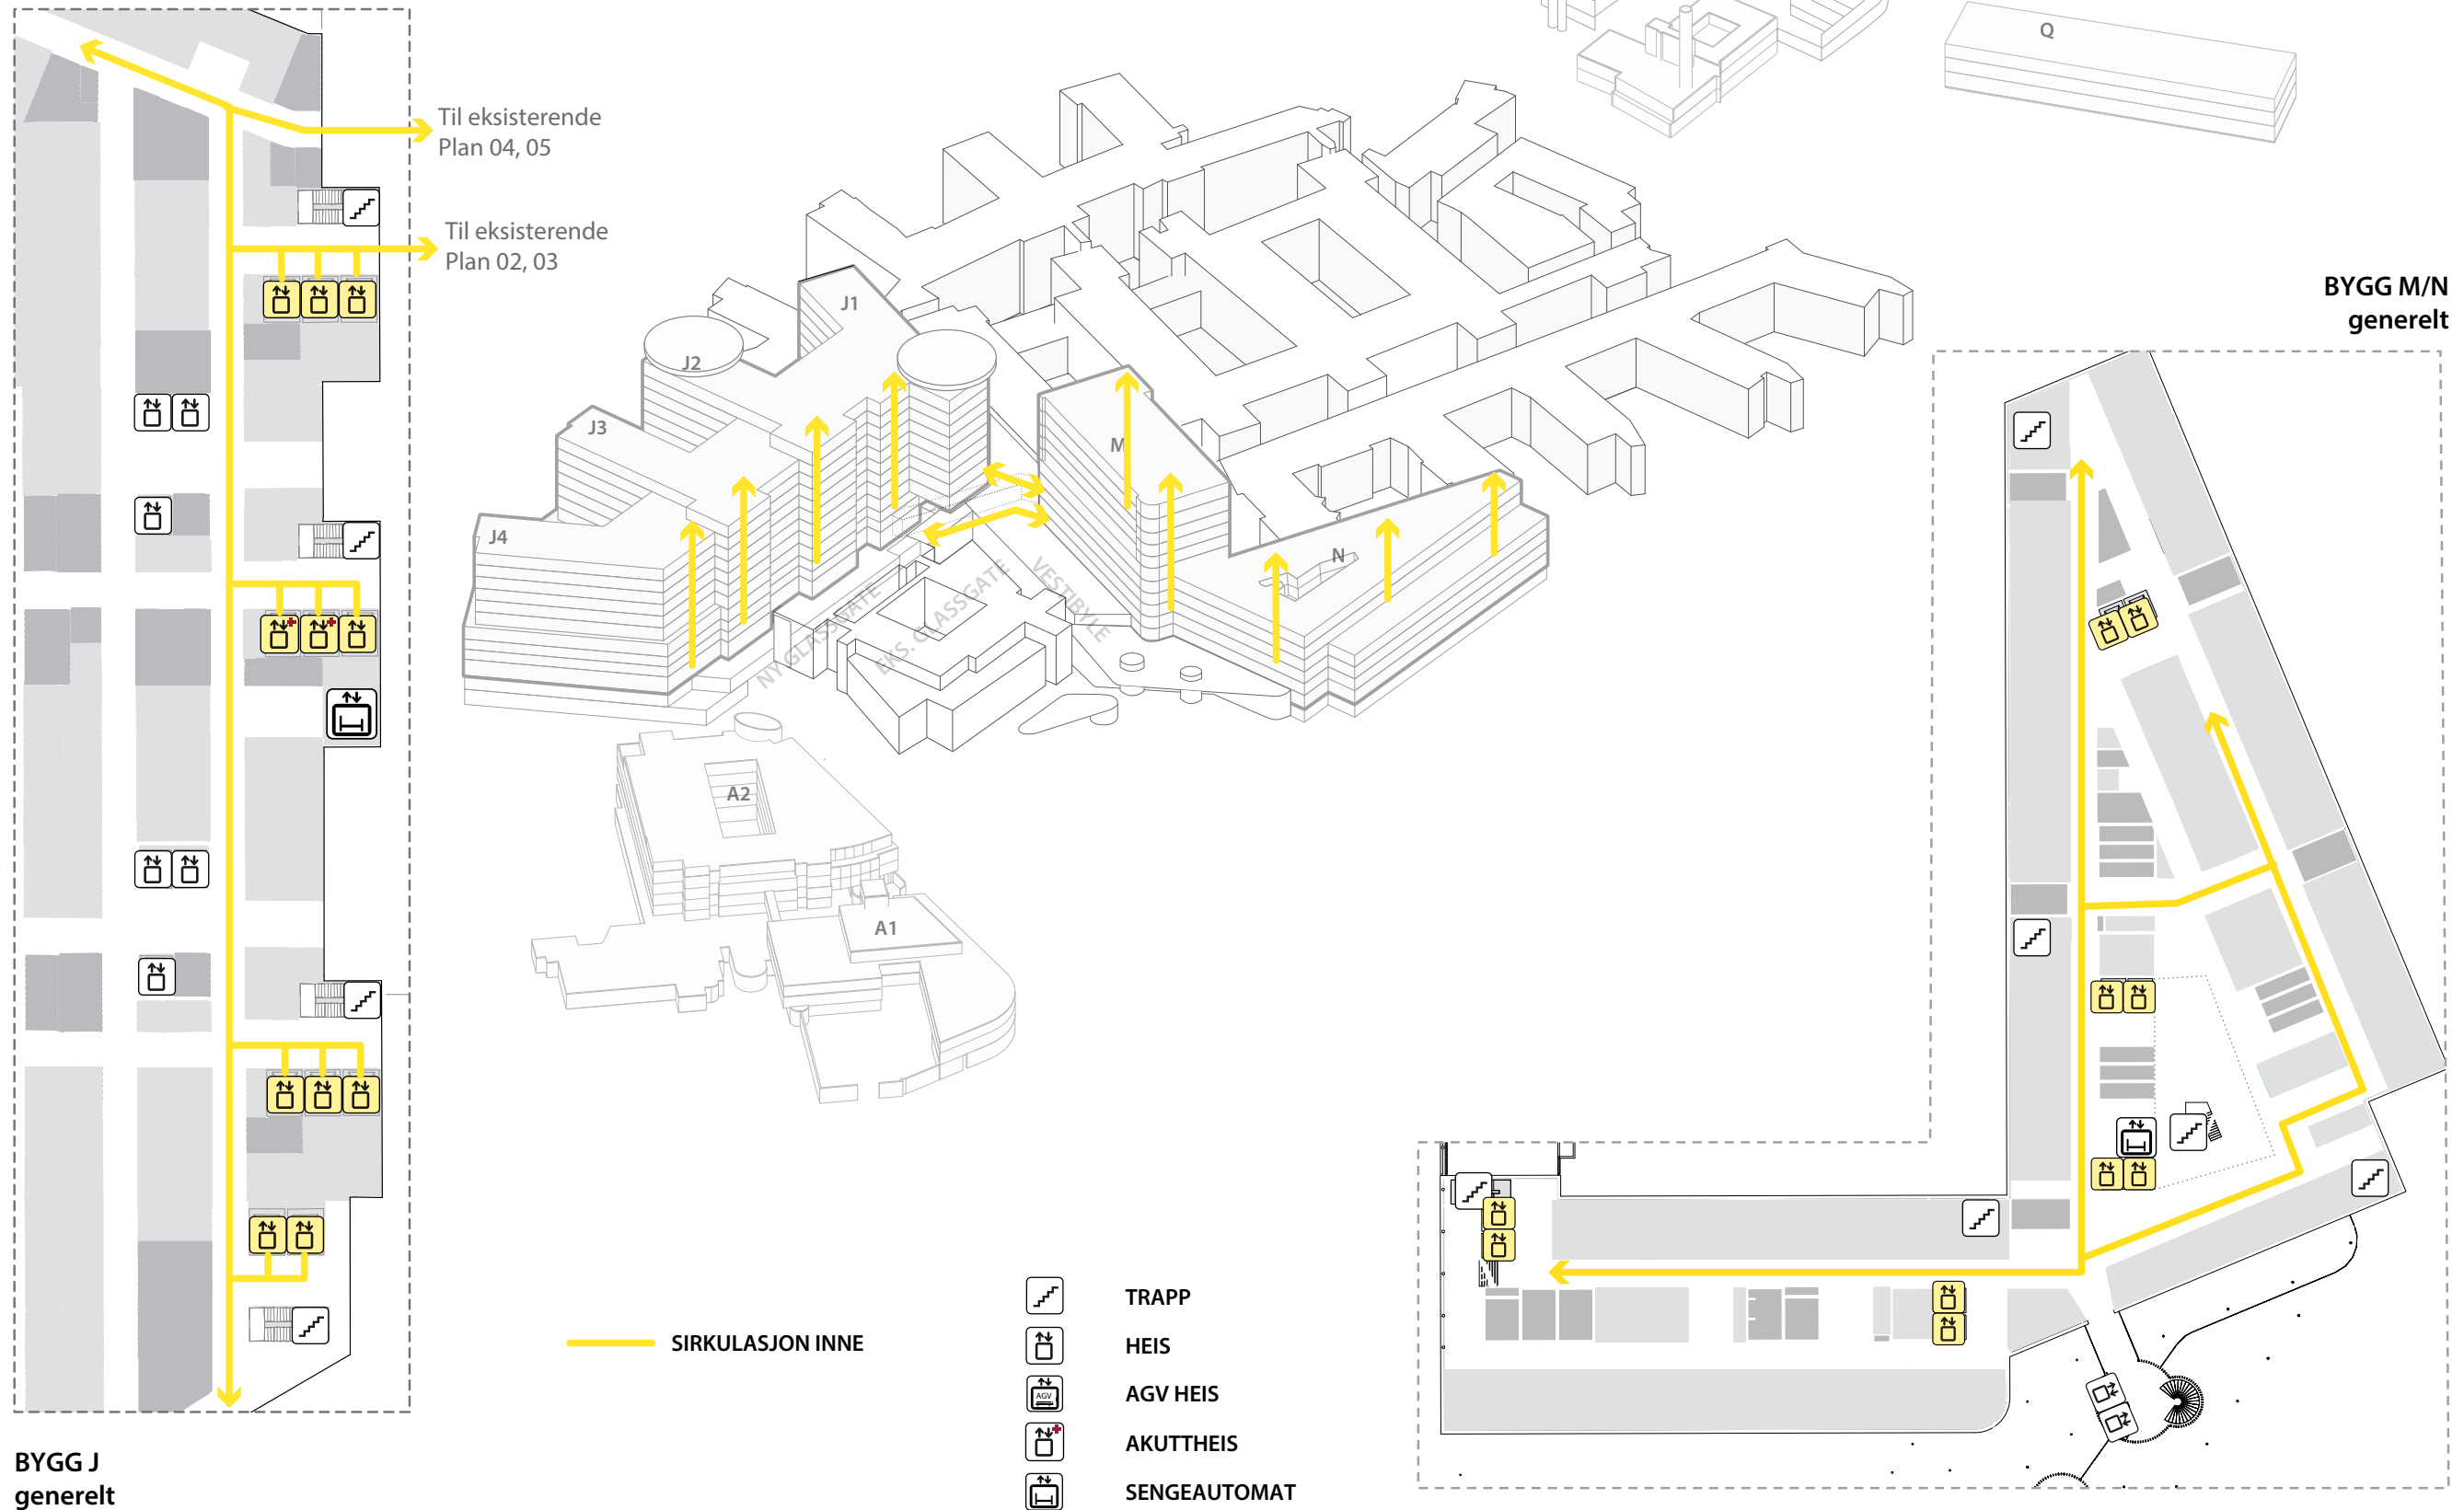 Q
Til eksisterende
Plan 04, 05
Til eksisterende
Plan 02, 03
BYGG M/N
generelt
J1
J2
J3
J4
M
N
NY GLASSGATE
EKS. GLASSGATE
VESTIBYLE
A2
A1
SIRKULASJON INNE
TRAPP
HEIS
AGV
AGV HEIS
AKUTTHEIS
SENGEAUTOMAT
BYGG J
generelt